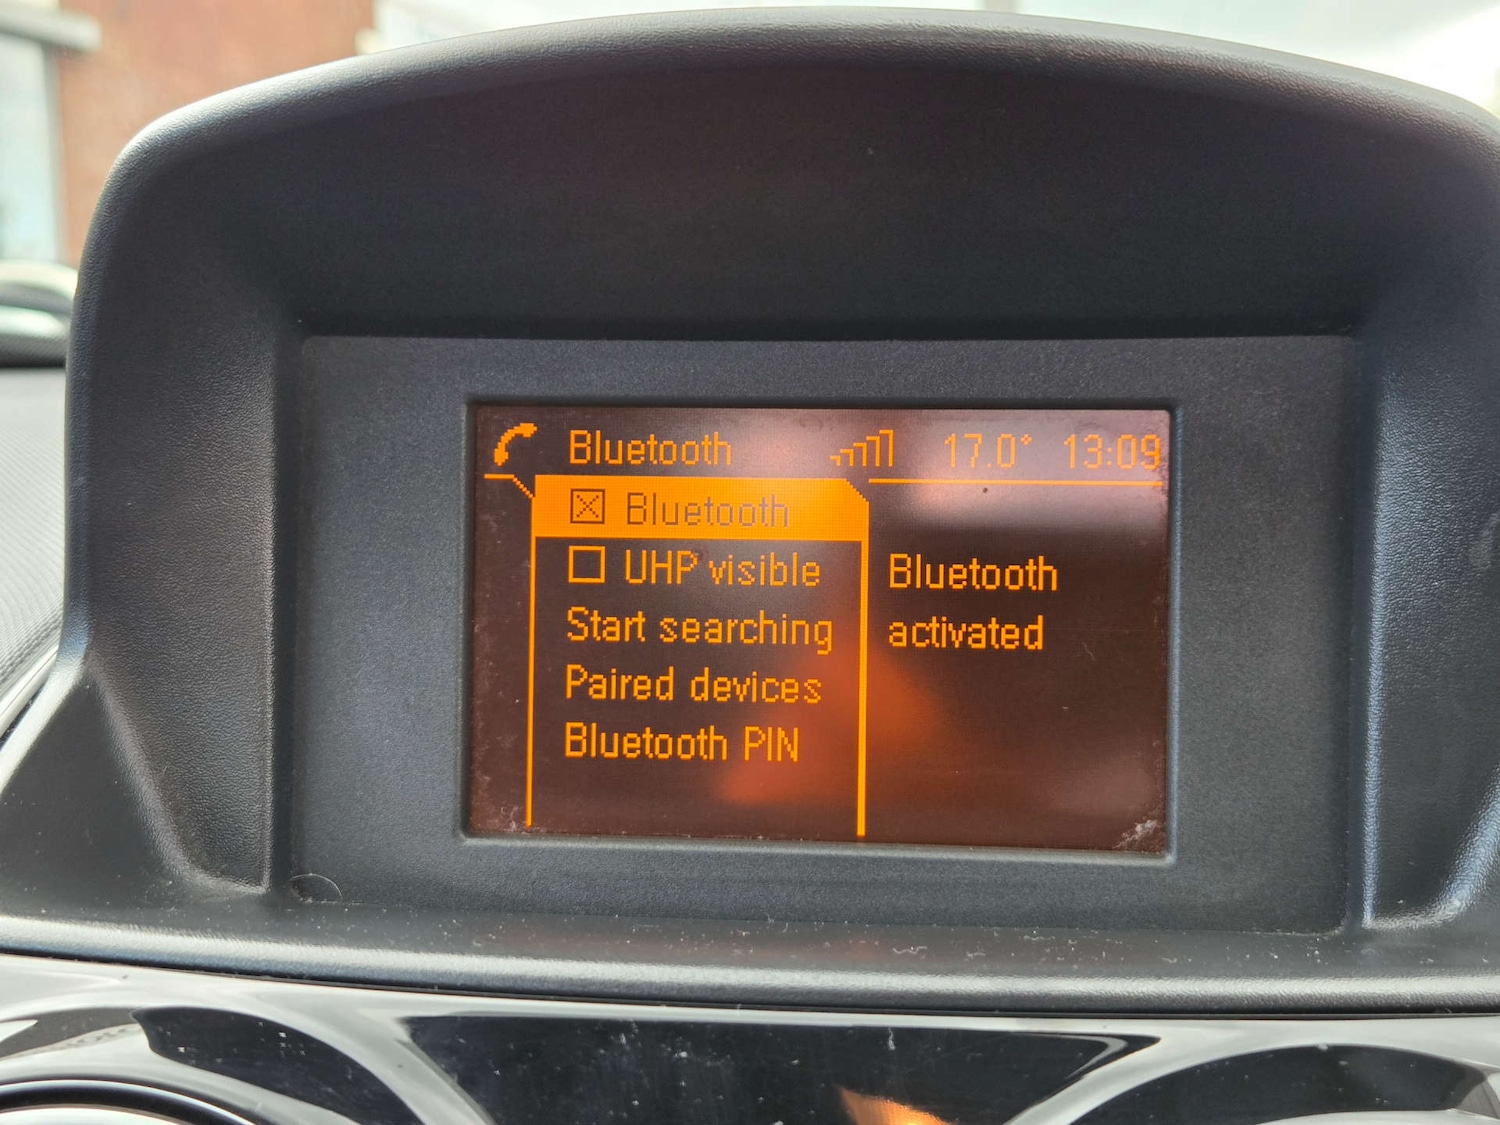 Bluetooth 17.0° 13:09
Bluetooth
UHP visible
Start searching
Paired devices
Bluetooth PIN
Bluetooth
activated